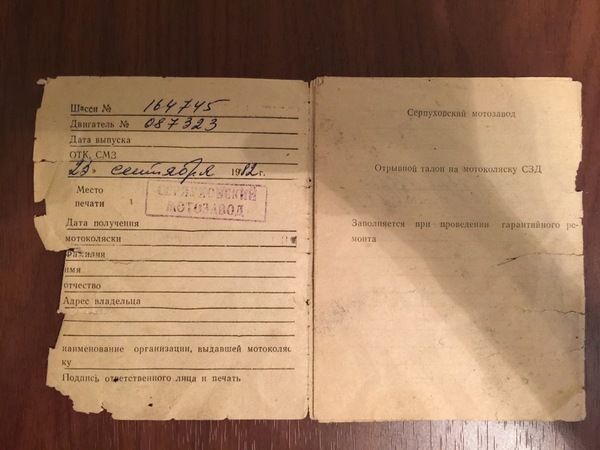 Шасси № 164745
Двигатель № 087323
Дата выпуска
ОТК, СМЗ
23» сентября 1982 г.
Место
печати
СЕРПУХОВСКИЙ
МОТОЗАВОД
Дата получения
мотоколяски
Фамилия
имя
отчество
Адрес владельца
наименование организации, выдавшей мотоколяс
ку
Подпись ответственного лица и печать
Серпуховский мотозавод
Отрывной талон на мотоколяску СЗД
Заполняется при проведении гарантийного ре-
монта